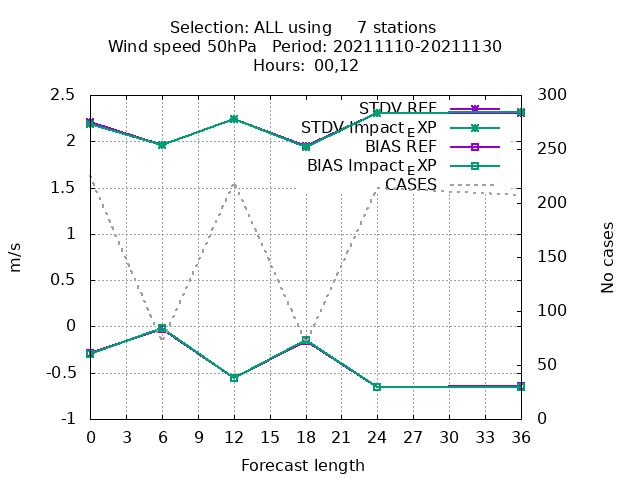 Selection: ALL using     7 stations
Wind speed 50hPa   Period: 20211110-20211130
Hours:  00,12
2.5
2
1.5
1
0.5
0
-0.5
-1
m/s
300
250
200
150
100
50
0
No cases
STDV REF
STDV Impact_EXP
BIAS REF
BIAS Impact_EXP
CASES
0 3 6 9 12 15 18 21 24 27 30 33 36
Forecast length